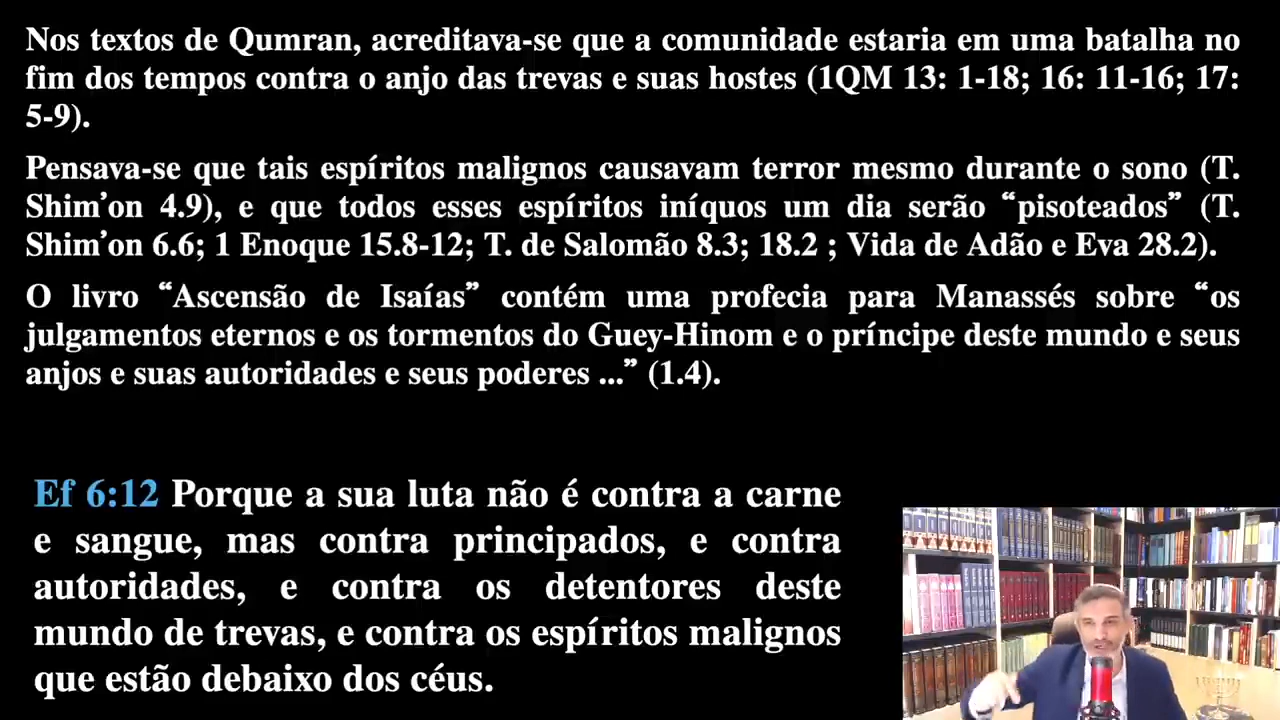 Nos textos de Qumran, acreditava-se que a comunidade estaria em uma batalha no
fim dos tempos contra o anjo das trevas e suas hostes (1QM 13: 1-18; 16: 11-16; 17:
5-9).
Pensava-se que tais espíritos malignos causavam terror mesmo durante o sono (T.
Shim’on 4.9), e que todos esses espíritos iníquos um dia serão “pisoteados” (T.
Shim’on 6.6; 1 Enoque 15.8-12; T. de Salomão 8.3; 18.2 ; Vida de Adão e Eva 28.2).
O livro “Ascensão de Isaías” contém uma profecia para Manassés sobre “os
julgamentos eternos e os tormentos do Guey-Hinom e o príncipe deste mundo e seus
anjos e suas autoridades e seus poderes ...” (1.4).
Ef 6:12 Porque a sua luta não é contra a carne
e sangue, mas contra principados, e contra
autoridades, e contra os detentores deste
mundo de trevas, e contra os espíritos malignos
que estão debaixo dos céus.